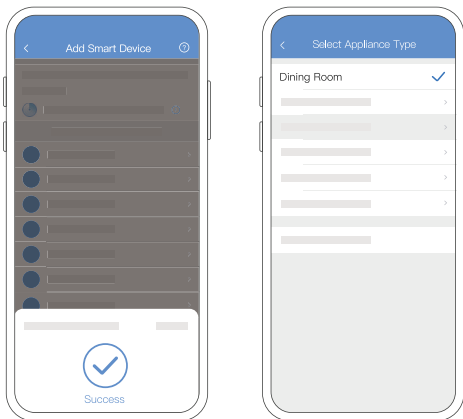 Add Smart Device
Success
Select Appliance Type
Dining Room